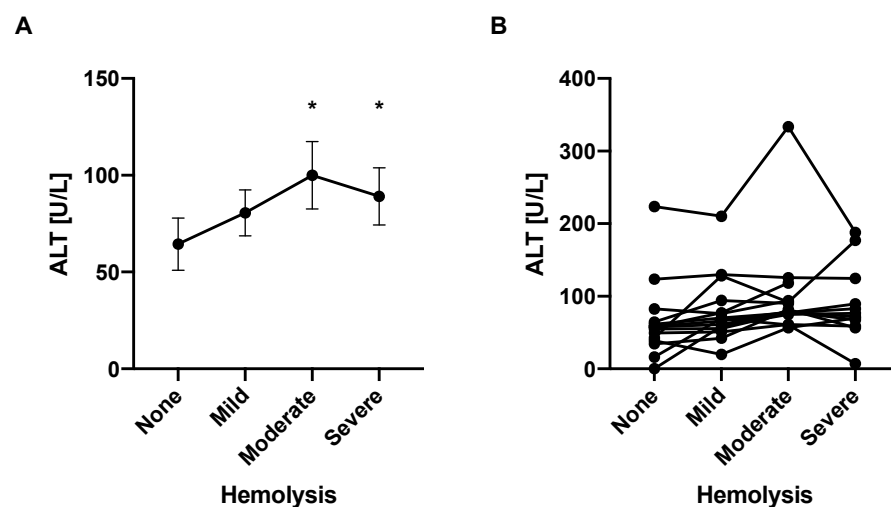 A
ALT [U/L]
150
100
50
0
*
*
None
Mild
Moderate
Severe
Hemolysis
B
ALT [U/L]
400
300
200
100
0
None
Mild
Moderate
Severe
Hemolysis